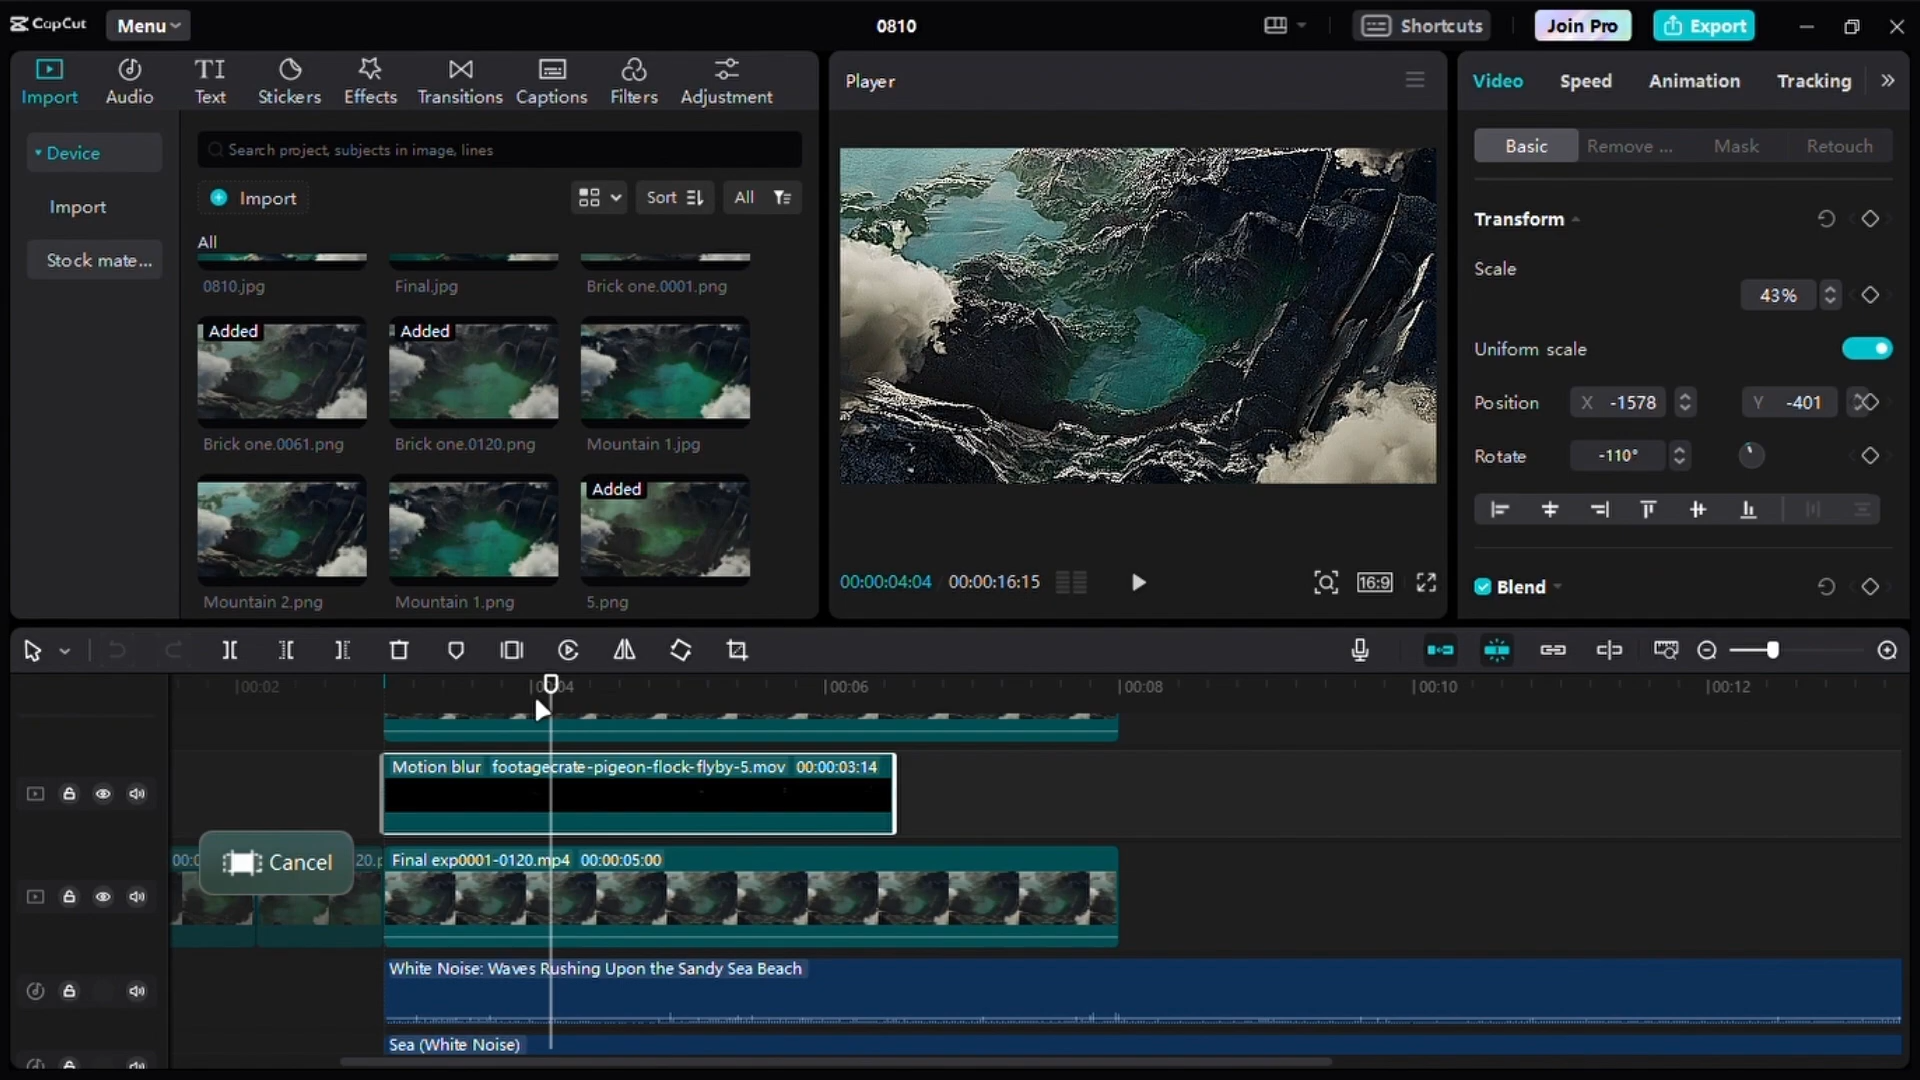 CapCut
Menu
0810
Shortcuts
Join Pro
Export
Import
Audio
TI
Text
Stickers
Effects
Transitions
Captions
Filters
Adjustment
Device
Import
Stock mate...
Search project, subjects in image, lines
Import
Sort
All
All
0810.jpg
Final.jpg
Brick one.0001.png
Added
Added
Brick one.0061.png
Brick one.0120.png
Mountain 1.jpg
Added
Mountain 2.png
Mountain 1.png
5.png
Player
00:00:04:04
00:00:16:15
16:9
Video
Speed
Animation
Tracking
Basic
Remove ...
Mask
Retouch
Transform
Scale
43%
Uniform scale
Position
X -1578
Y -401
Rotate
-110°
Blend
00:02
00:04
00:06
00:08
00:10
00:12
Motion blur footagecrate-pigeon-flock-flyby-5.mov 00:00:03:14
Cancel
Final exp0001-0120.mp4 00:00:05:00
White Noise: Waves Rushing Upon the Sandy Sea Beach
Sea (White Noise)